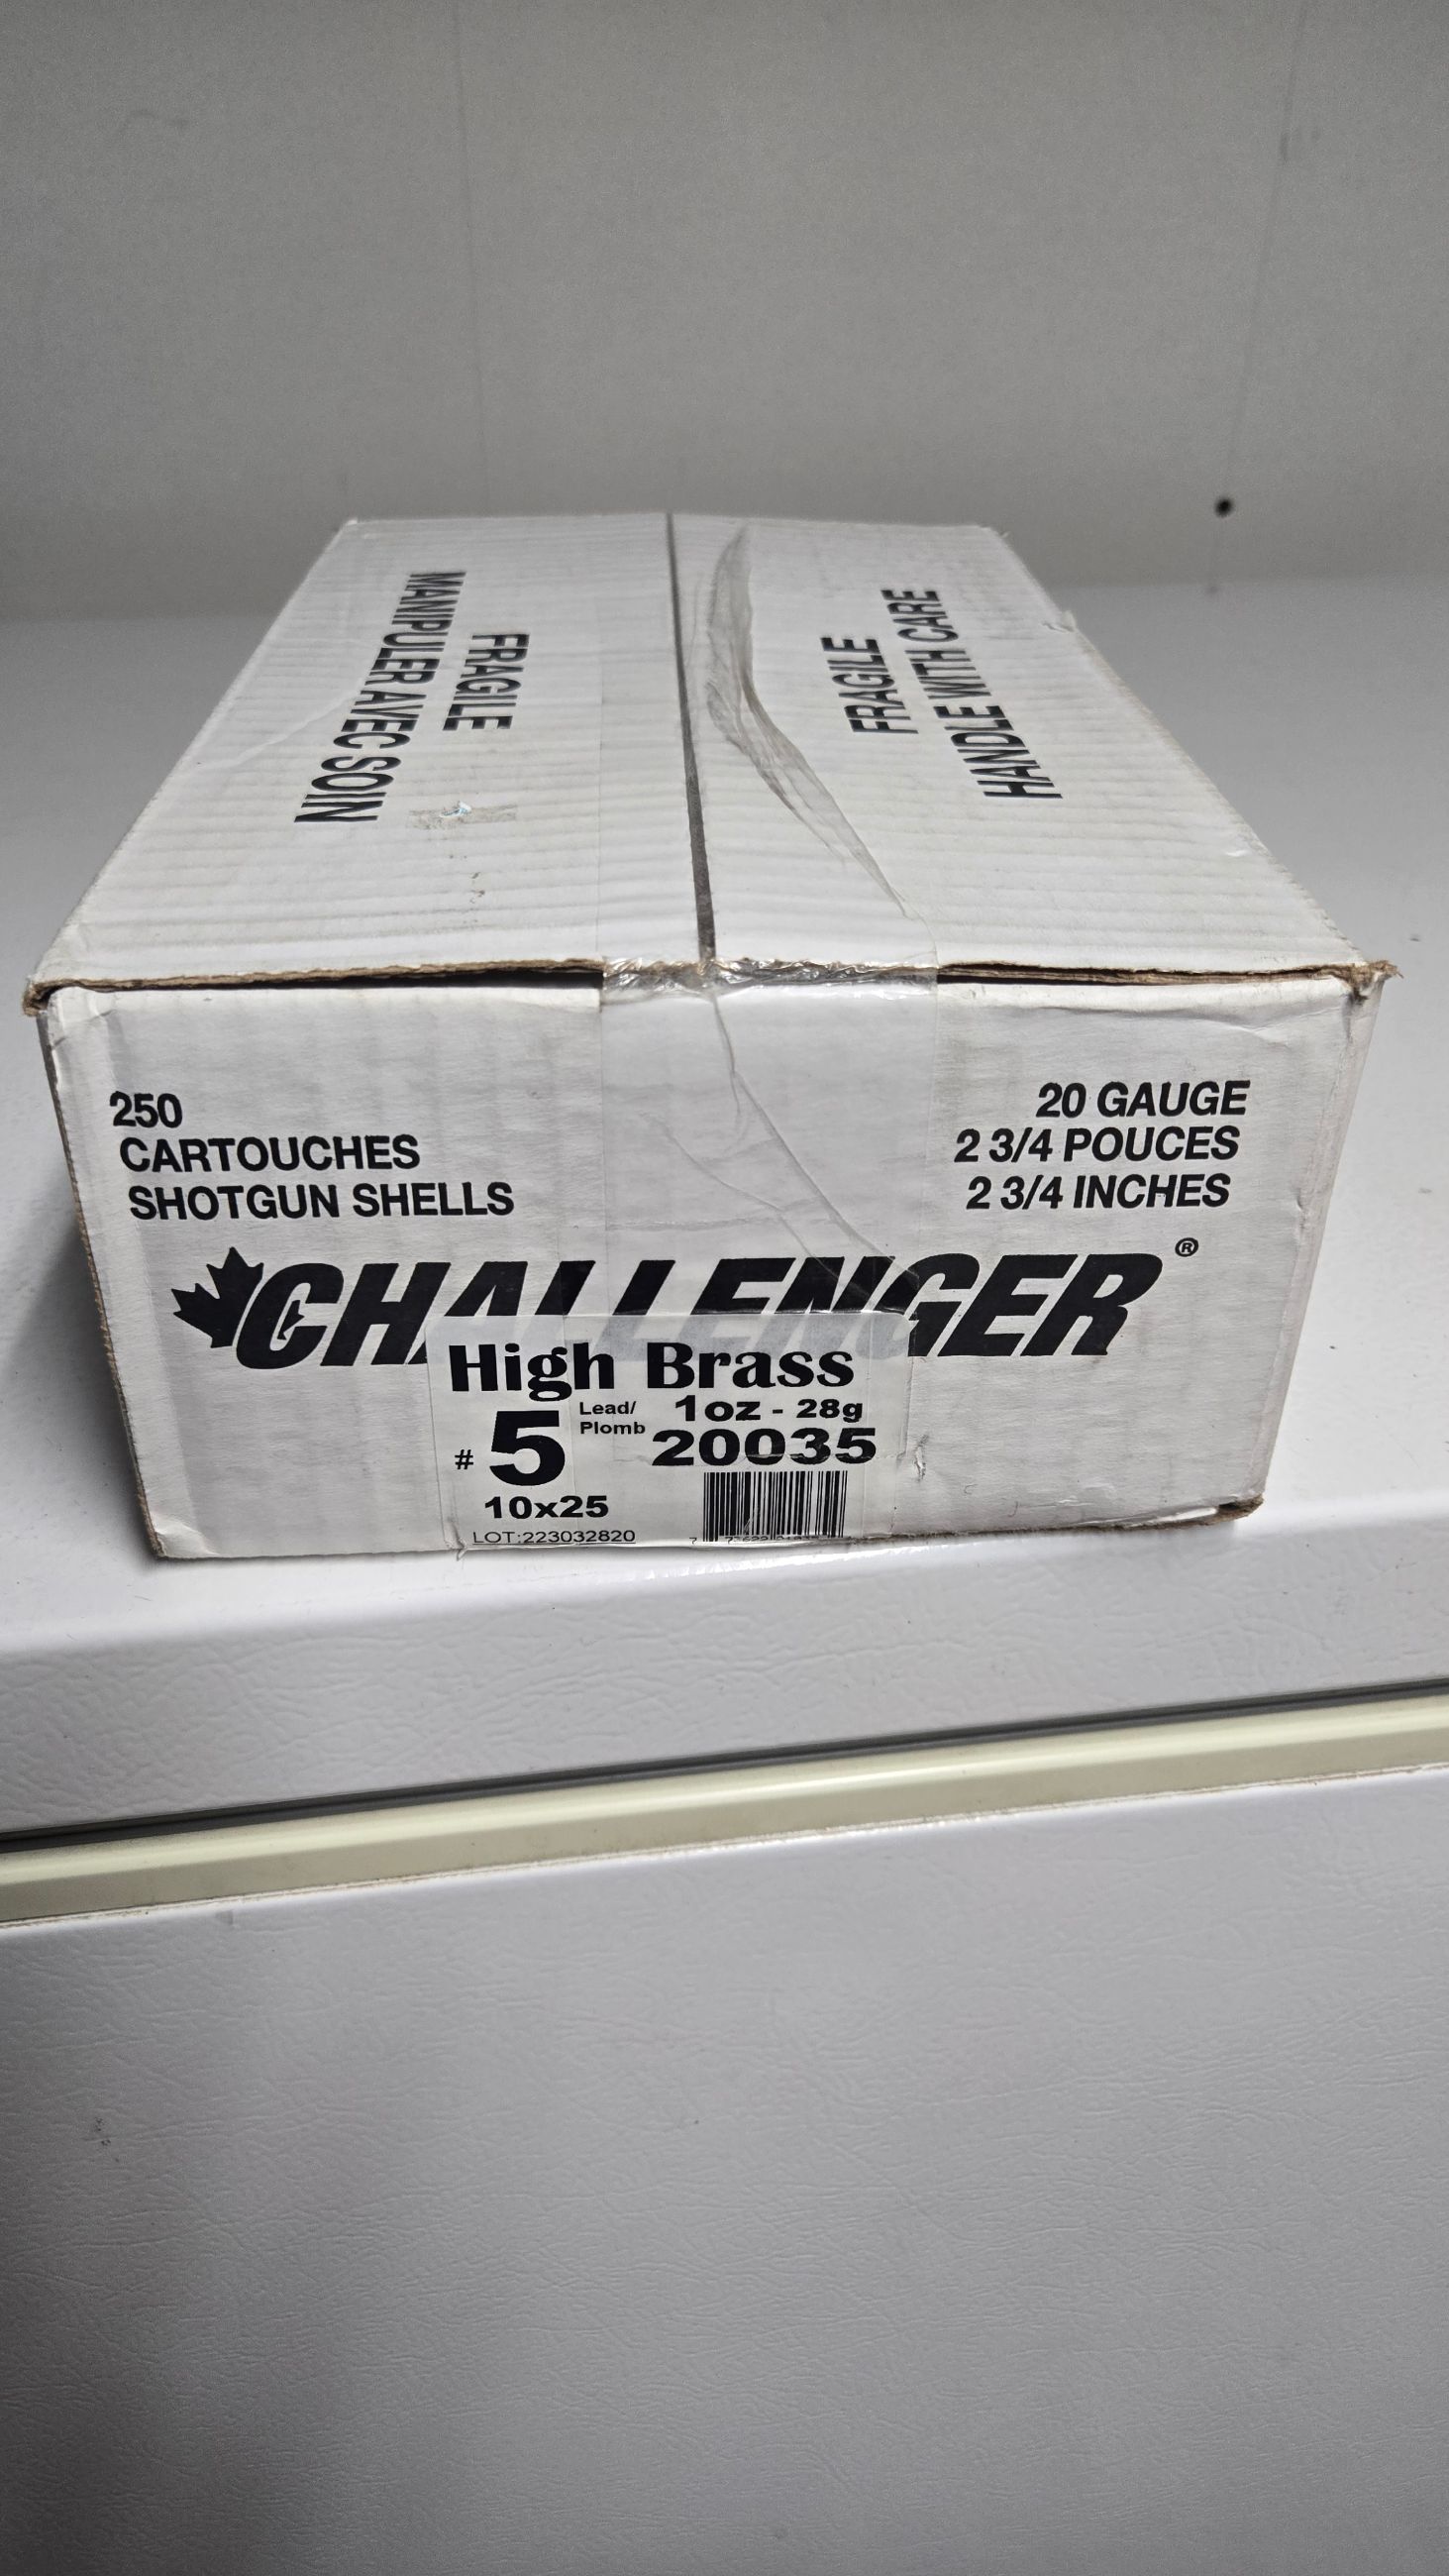 FRAGILE
MANIPULER AVEC SOIN
FRAGILE
HANDLE WITH CARE
250
CARTOUCHES
SHOTGUN SHELLS
20 GAUGE
2 3/4 POUCES
2 3/4 INCHES
CHALLENGER®
High Brass
# 5 Lead/
Plomb
1oz - 28g
20035
10x25
LOT:223032820